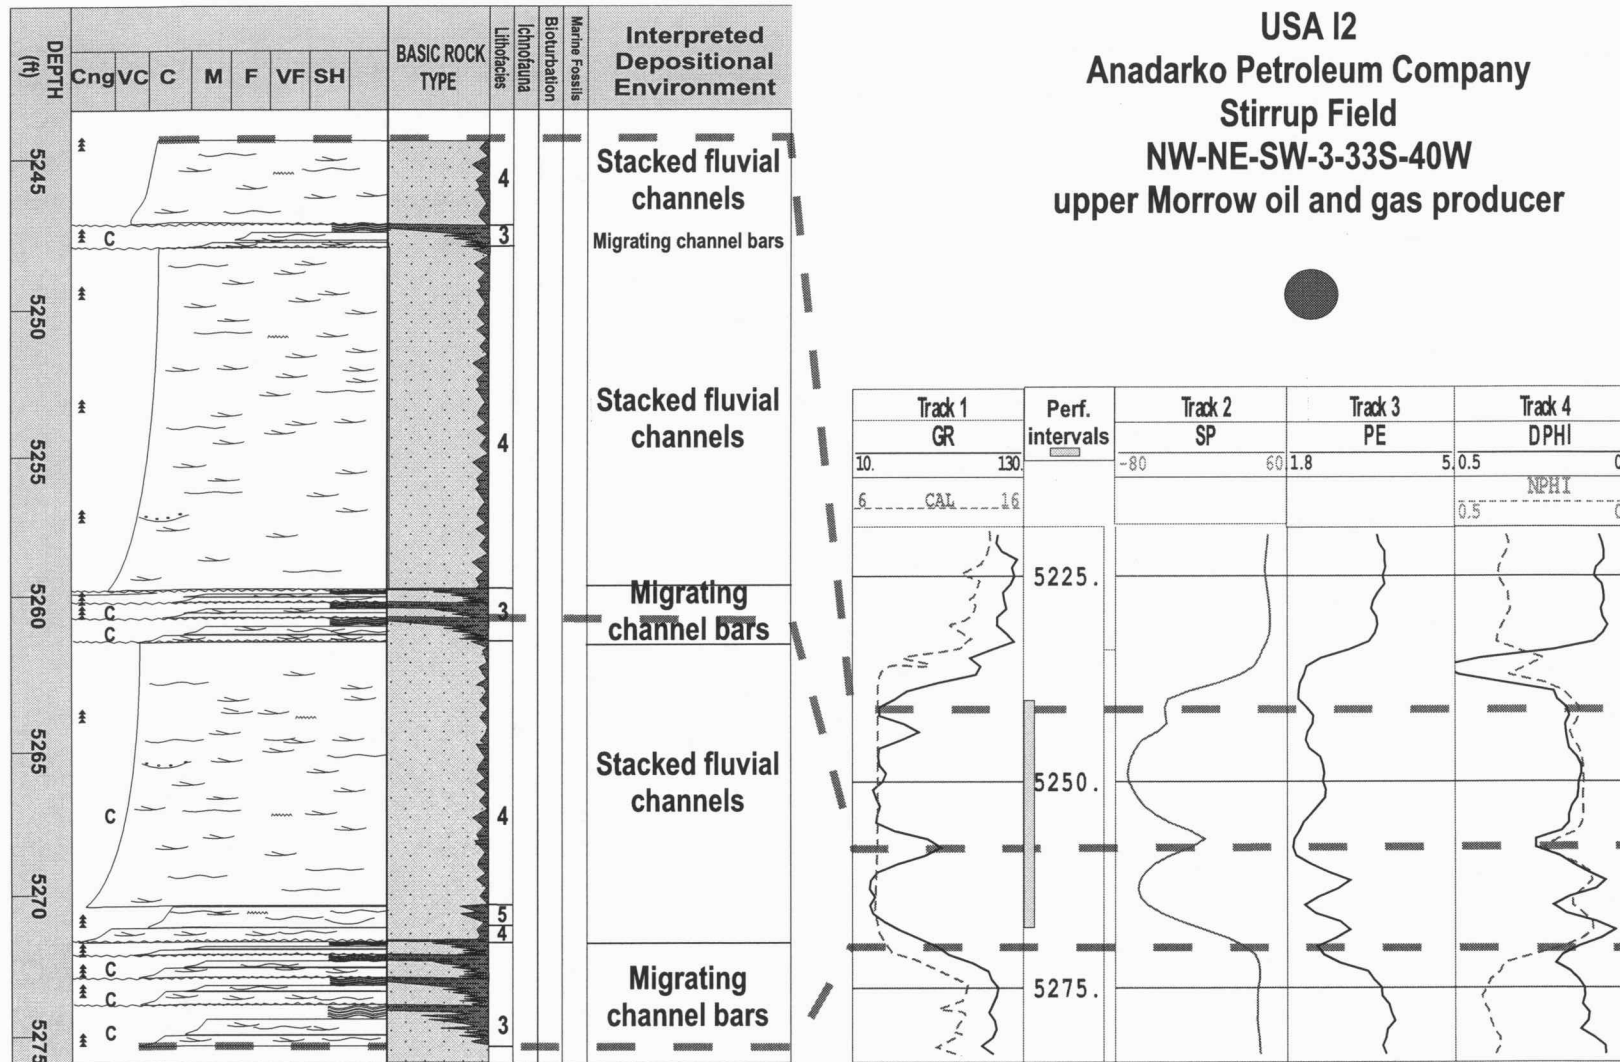 DEPTH
(ft)
Cng VC C M F VF SH
BASIC ROCK
TYPE
Lithofacies
Ichnofauna
Bioturbation
Marine Fossils
Interpreted
Depositional
Environment
5245
5250
5255
5260
5265
5270
5275
C
C
C
C
C
C
C
C
4
3
4
3
4
5
4
3
Stacked fluvial
channels
Migrating channel bars
Stacked fluvial
channels
Migrating
channel bars
Stacked fluvial
channels
Migrating
channel bars
USA I2
Anadarko Petroleum Company
Stirrup Field
NW-NE-SW-3-33S-40W
upper Morrow oil and gas producer
Track 1
GR
10. 130.
6 CAL 16
Perf.
intervals
Track 2
SP
-80 60
Track 3
PE
1.8 5.
Track 4
DPHI
0.5 0
NPHI
0.5 0
5225.
5250.
5275.